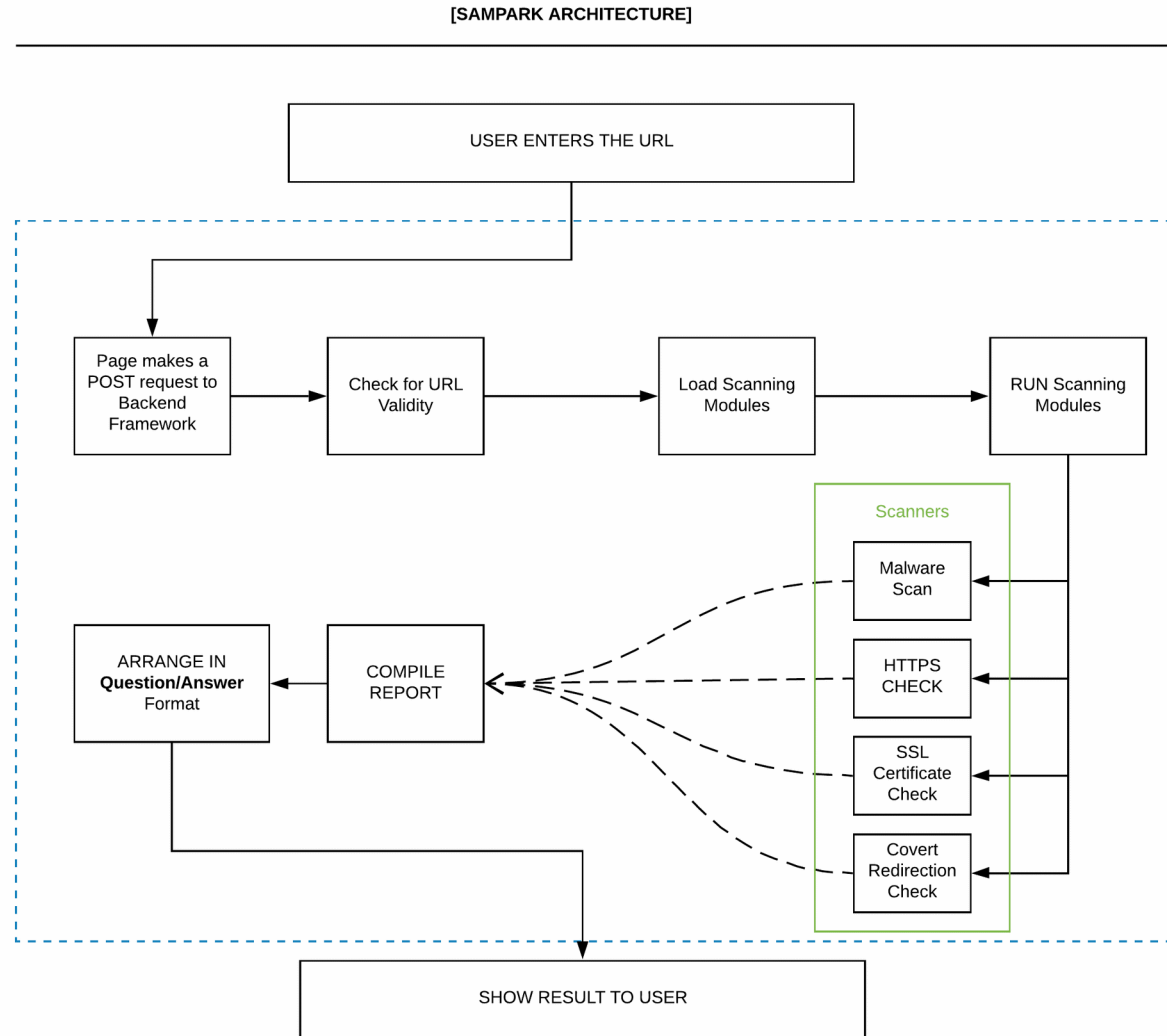 [SAMPARK ARCHITECTURE]
USER ENTERS THE URL
Page makes a
POST request to
Backend
Framework
Check for URL
Validity
Load Scanning
Modules
RUN Scanning
Modules
Scanners
Malware
Scan
HTTPS
CHECK
SSL
Certificate
Check
Covert
Redirection
Check
COMPILE
REPORT
ARRANGE IN
Question/Answer
Format
SHOW RESULT TO USER